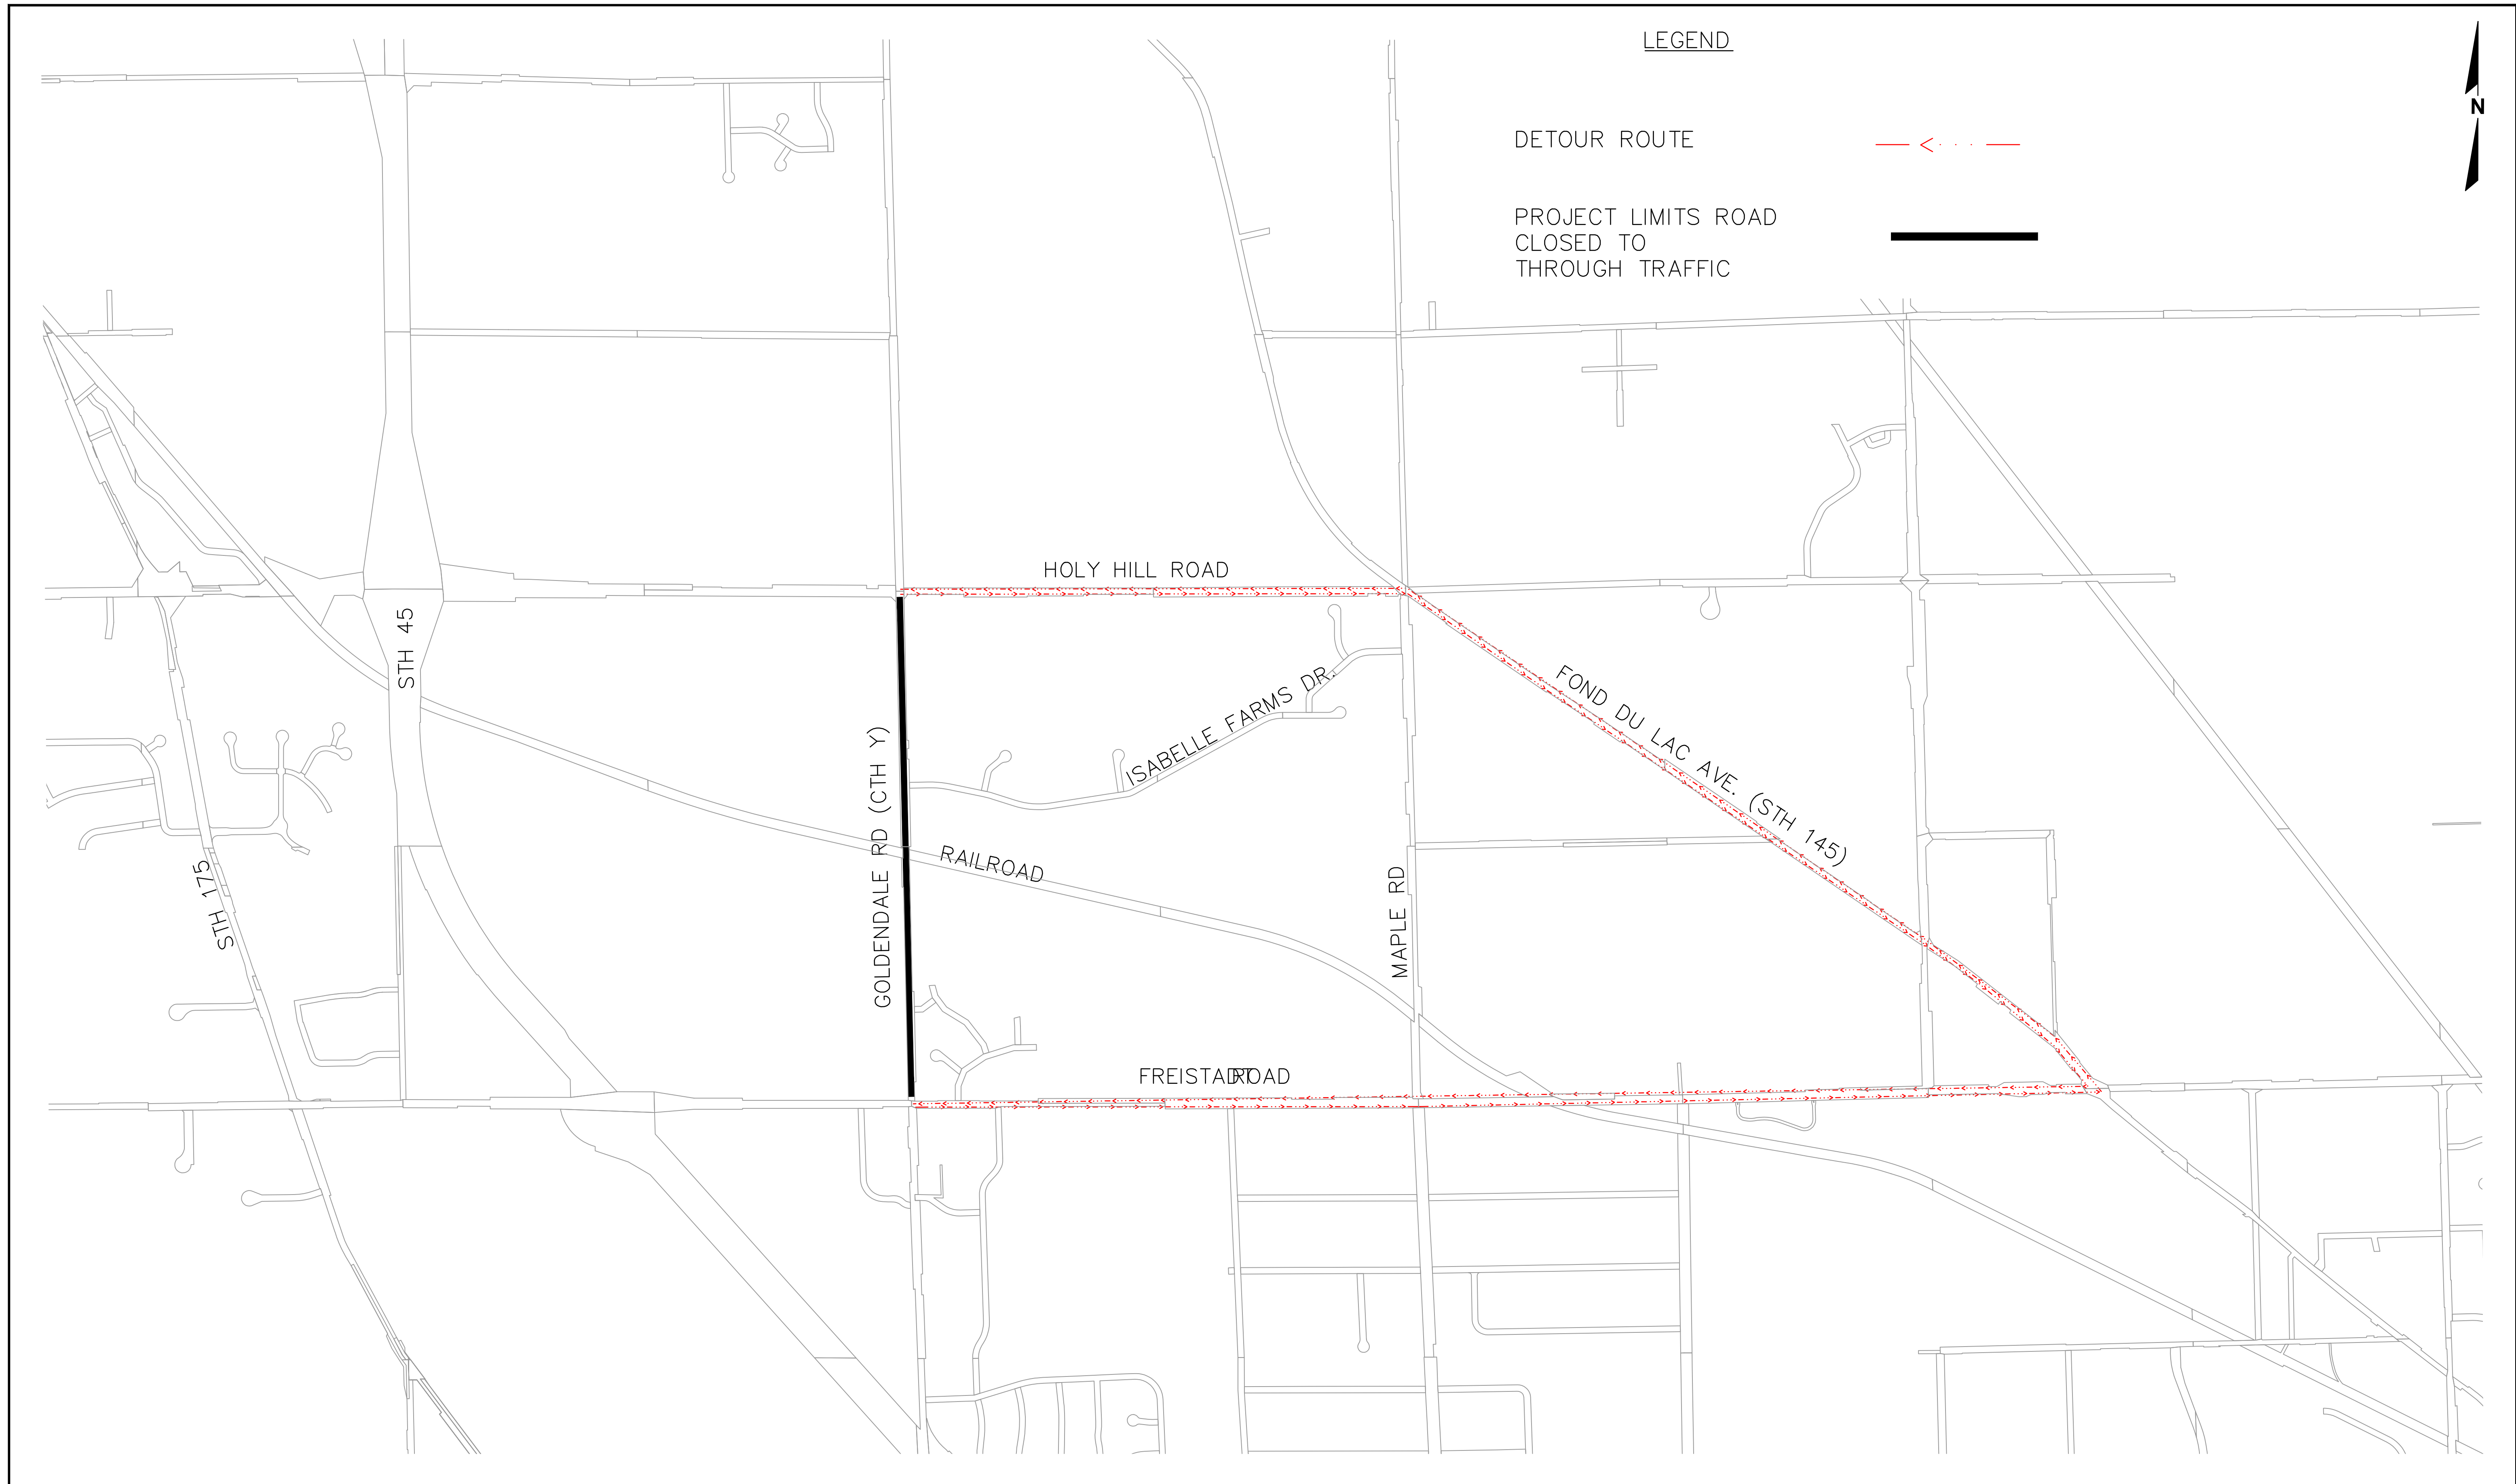 LEGEND
N
DETOUR ROUTE
PROJECT LIMITS ROAD
CLOSED TO
THROUGH TRAFFIC
HOLY HILL ROAD
STH 45
ISABELLE FARMS DR.
FOND DU LAC AVE. (STH 145)
GOLDENDALE RD (CTH Y)
RAILROAD
STH 175
MAPLE RD
FREISTADT ROAD